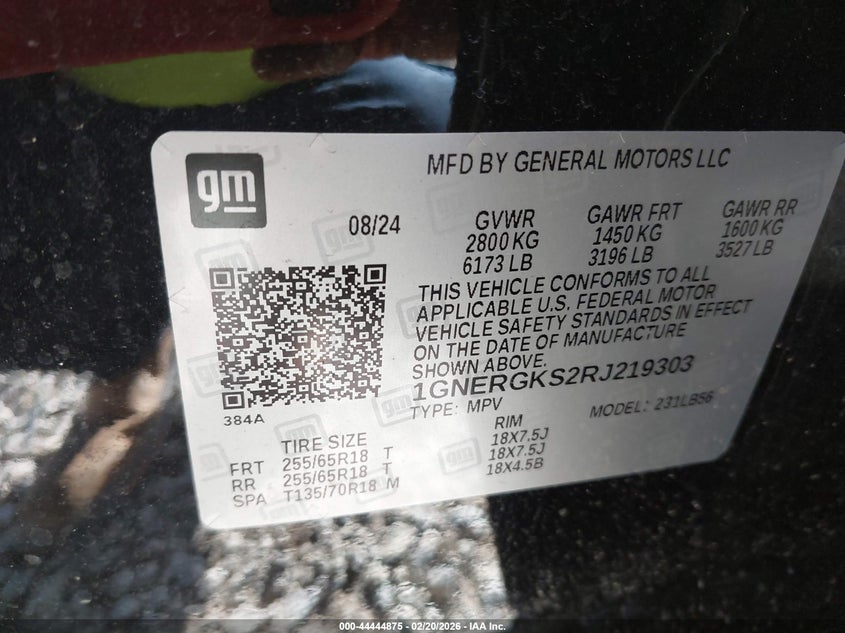 gm
MFD BY GENERAL MOTORS LLC
08/24
GVWR
2800 KG
6173 LB
GAWR FRT
1450 KG
3196 LB
GAWR RR
1600 KG
3527 LB
THIS VEHICLE CONFORMS TO ALL
APPLICABLE U.S. FEDERAL MOTOR
VEHICLE SAFETY STANDARDS IN EFFECT
ON THE DATE OF MANUFACTURE
SHOWN ABOVE.
1GNERGKS2RJ219303
TYPE: MPV
MODEL: 231LB56
384A
TIRE SIZE
RIM
FRT 255/65R18 T 18X7.5J
RR 255/65R18 T 18X7.5J
SPA T135/70R18 M 18X4.5B
000-44444875 - 02/20/2026 - IAA Inc.